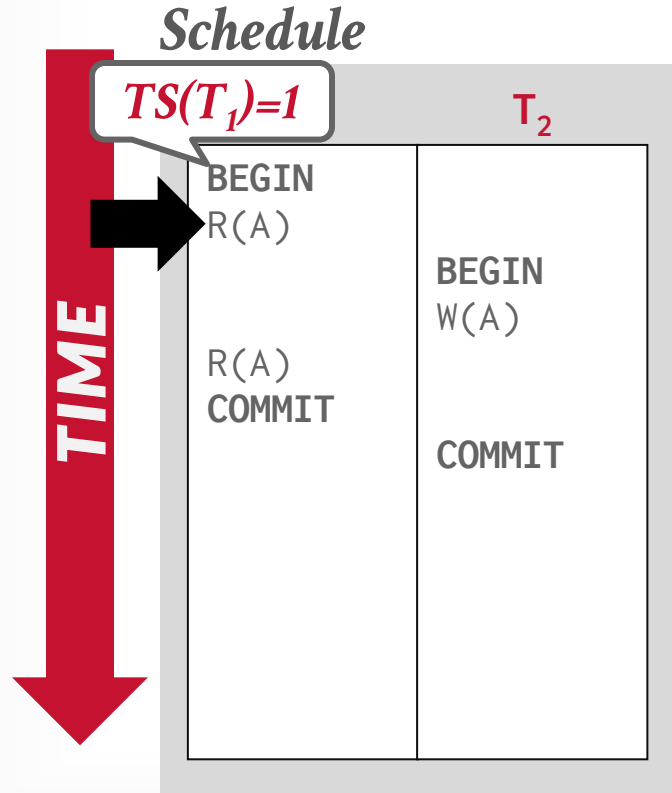 Schedule
TS(T₁)=1
T₂
BEGIN
R(A)
BEGIN
W(A)
R(A)
COMMIT
COMMIT
TIME